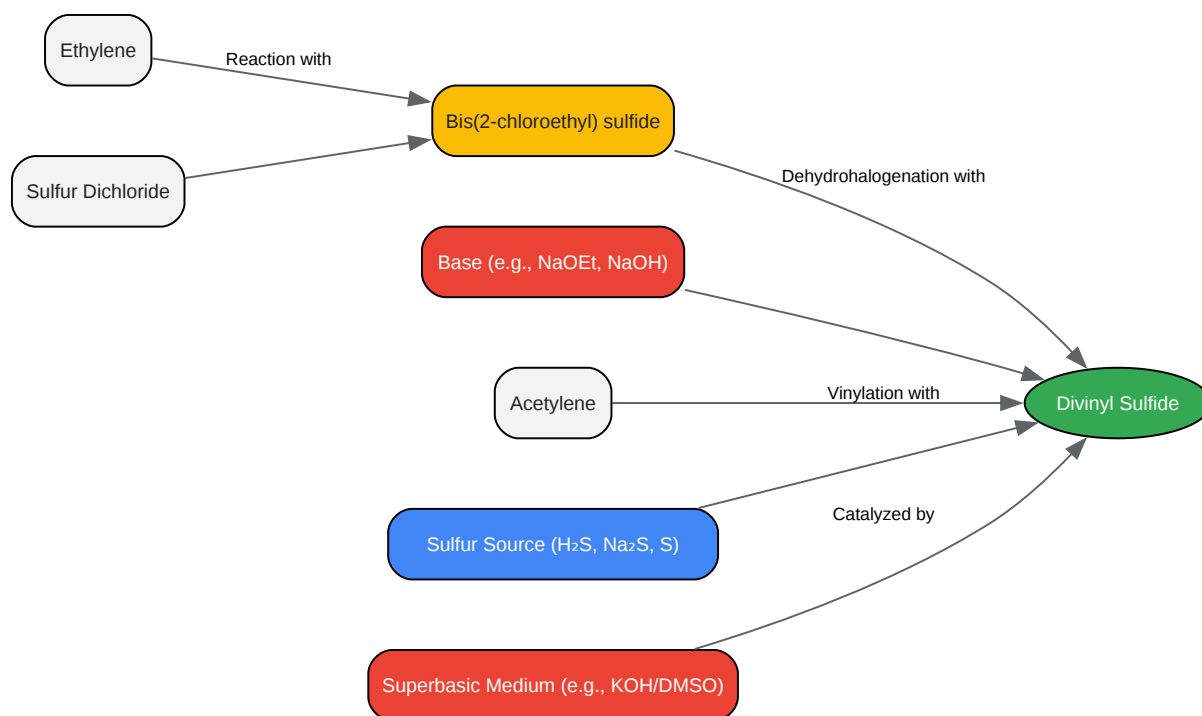 Ethylene
Reaction with
Bis(2-chloroethyl) sulfide
Sulfur Dichloride
Dehydrohalogenation with
Base (e.g., NaOEt, NaOH)
Acetylene
Vinylation with
Divinyl Sulfide
Catalyzed by
Sulfur Source (H₂S, Na₂S, S)
Superbasic Medium (e.g., KOH/DMSO)